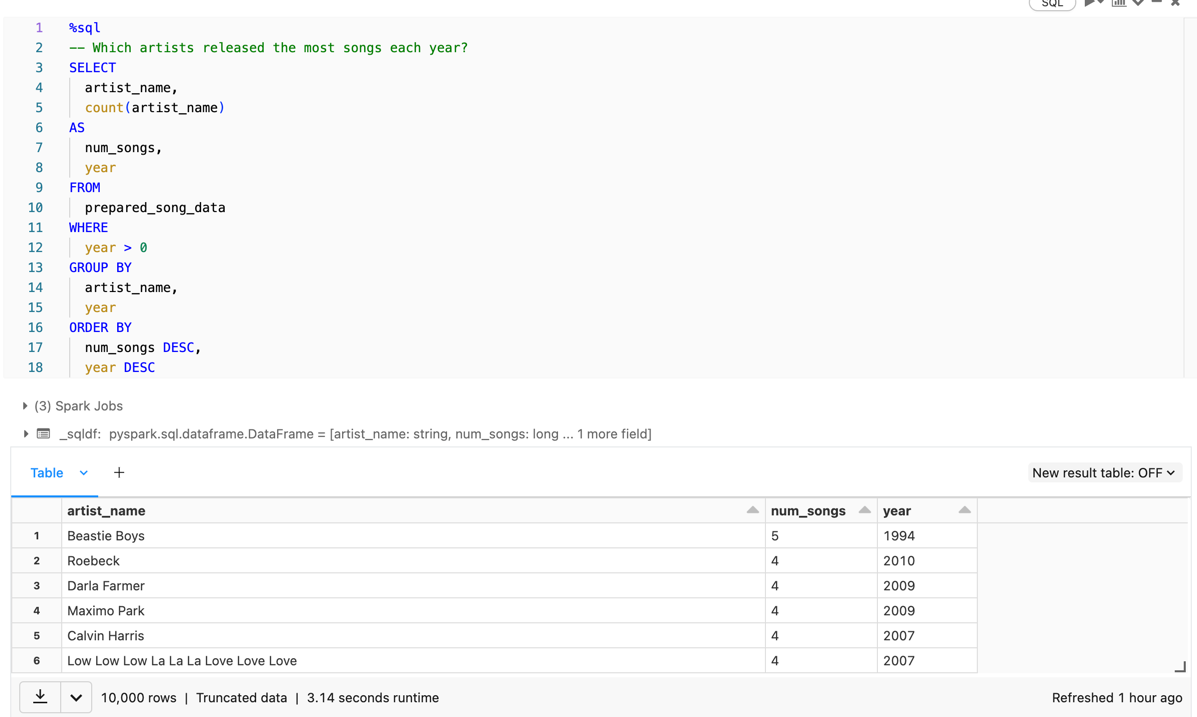 SQL
1 %sql
2 -- Which artists released the most songs each year?
3 SELECT
4 artist_name,
5 count(artist_name)
6 AS
7 num_songs,
8 year
9 FROM
10 prepared_song_data
11 WHERE
12 year > 0
13 GROUP BY
14 artist_name,
15 year
16 ORDER BY
17 num_songs DESC,
18 year DESC
(3) Spark Jobs
_sqldf: pyspark.sql.dataframe.DataFrame = [artist_name: string, num_songs: long ... 1 more field]
Table + New result table: OFF
artist_name num_songs year
1 Beastie Boys 5 1994
2 Roebeck 4 2010
3 Darla Farmer 4 2009
4 Maximo Park 4 2009
5 Calvin Harris 4 2007
6 Low Low Low La La La Love Love Love 4 2007
10,000 rows | Truncated data | 3.14 seconds runtime Refreshed 1 hour ago